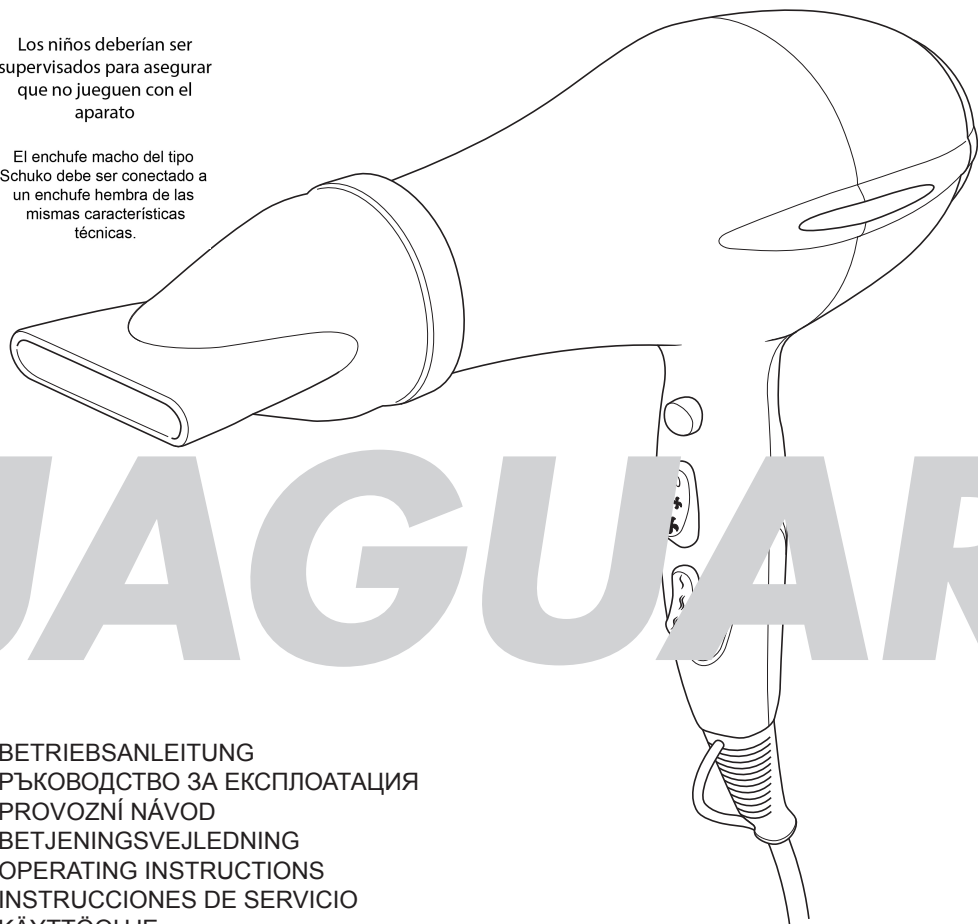 Los niños deberían ser
supervisados para asegurar
que no jueguen con el
aparato
El enchufe macho del tipo
Schuko debe ser conectado a
un enchufe hembra de las
mismas características
técnicas.
JAGUAR
BETRIEBSANLEITUNG
РЪКОВОДСТВО ЗА ЕКСПЛОАТАЦИЯ
PROVOZNÍ NÁVOD
BETJENINGSVEJLEDNING
OPERATING INSTRUCTIONS
INSTRUCCIONES DE SERVICIO
KÄYTTÖOHJE